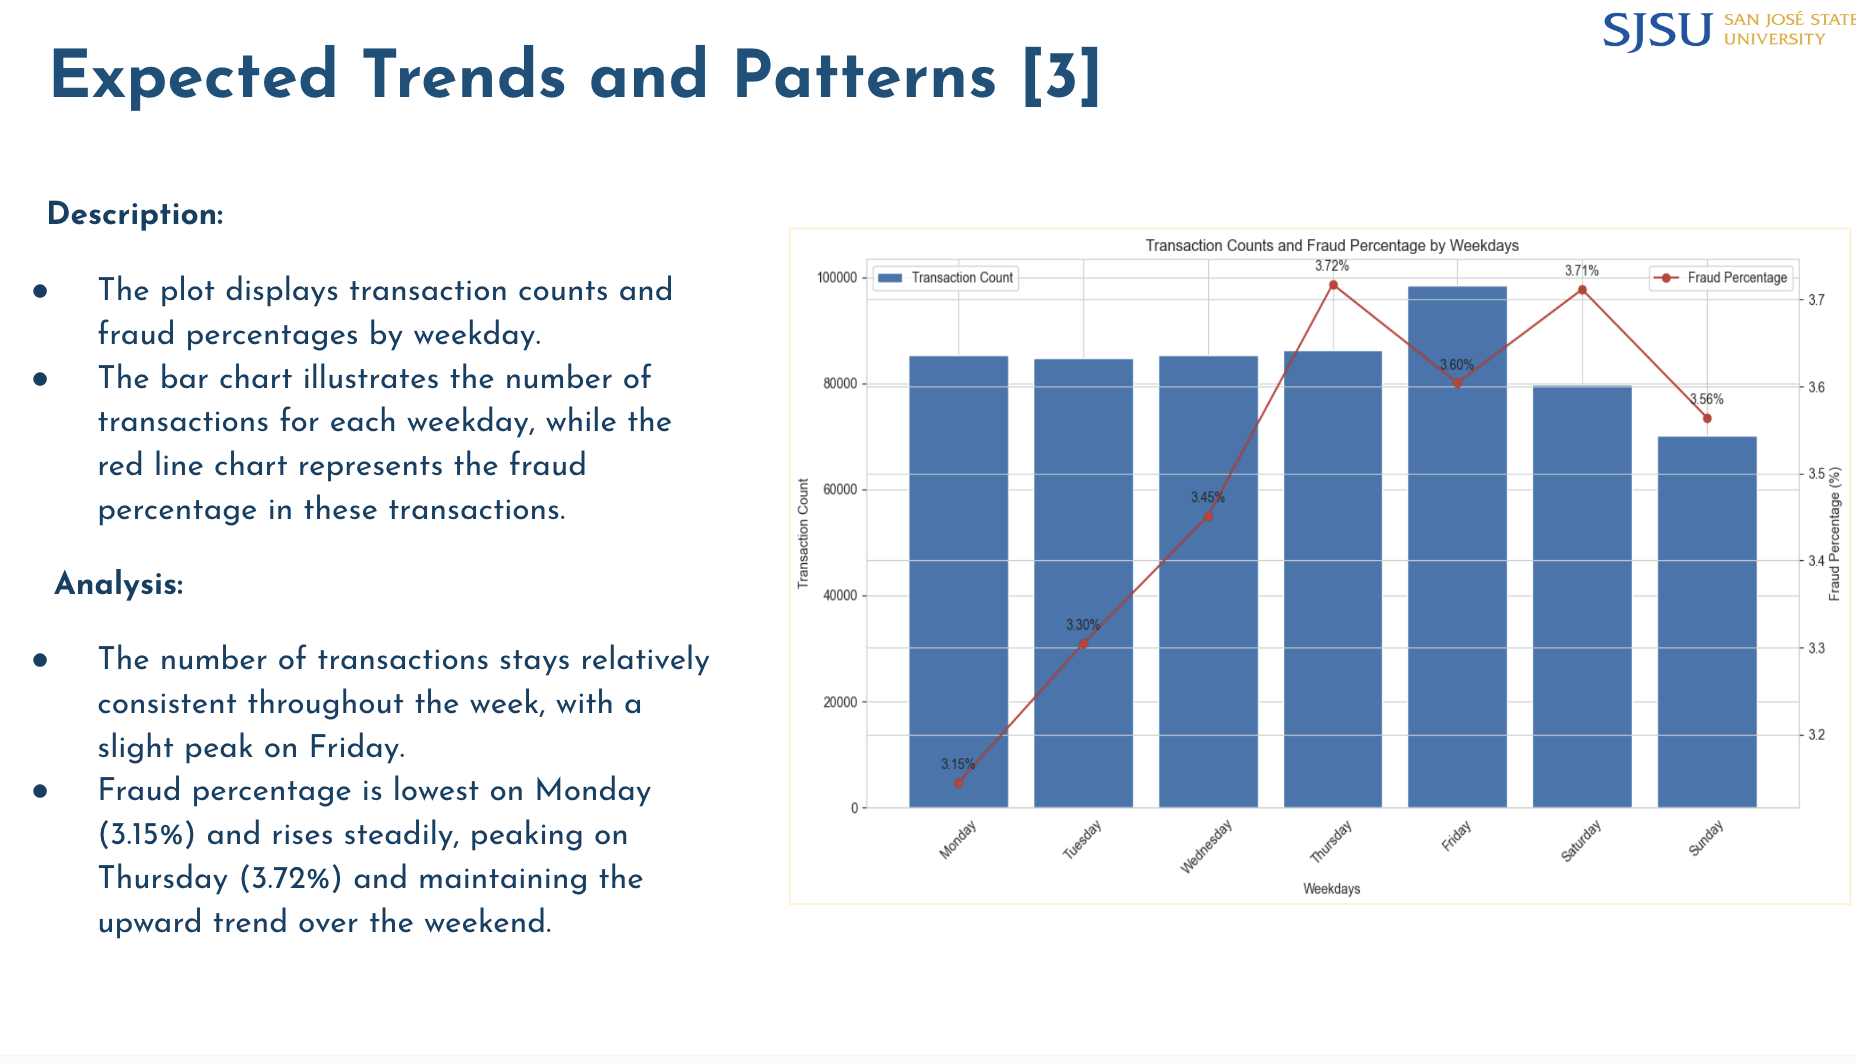 SJSU SAN JOSÉ STATE
UNIVERSITY
Expected Trends and Patterns [3]
Description:
● The plot displays transaction counts and
fraud percentages by weekday.
● The bar chart illustrates the number of
transactions for each weekday, while the
red line chart represents the fraud
percentage in these transactions.
Analysis:
● The number of transactions stays relatively
consistent throughout the week, with a
slight peak on Friday.
● Fraud percentage is lowest on Monday
(3.15%) and rises steadily, peaking on
Thursday (3.72%) and maintaining the
upward trend over the weekend.
Transaction Counts and Fraud Percentage by Weekdays
Transaction Count
Fraud Percentage
100000
80000
60000
40000
20000
0
Transaction Count
3.15%
3.30%
3.45%
3.72%
3.60%
3.71%
3.56%
3.7
3.6
3.5
3.4
3.3
3.2
Fraud Percentage (%)
Monday
Tuesday
Wednesday
Thursday
Friday
Saturday
Sunday
Weekdays